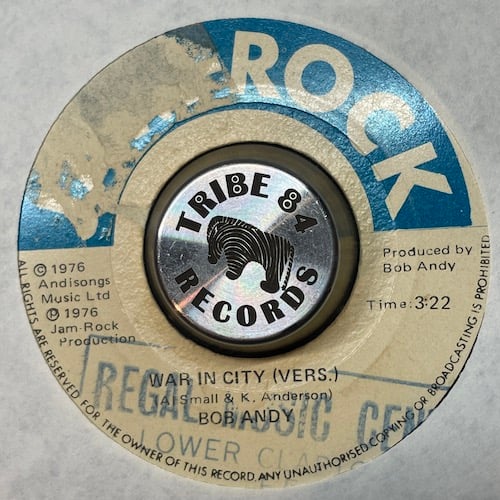 ROCK
TRIBE 84
RECORDS
© 1976
Andisongs
Music Ltd
℗ 1976
Jam-Rock
Production
Produced by
Bob Andy
Time: 3:22
WAR IN CITY (VERS.)
(A. Small & K. Anderson)
BOB ANDY
REGAL MUSIC CEN
LOWER CLA
ALL RIGHTS ARE RESERVED FOR THE OWNER OF THIS RECORD, ANY UNAUTHORISED COPYING OR BROADCASTING IS PROHIBITED